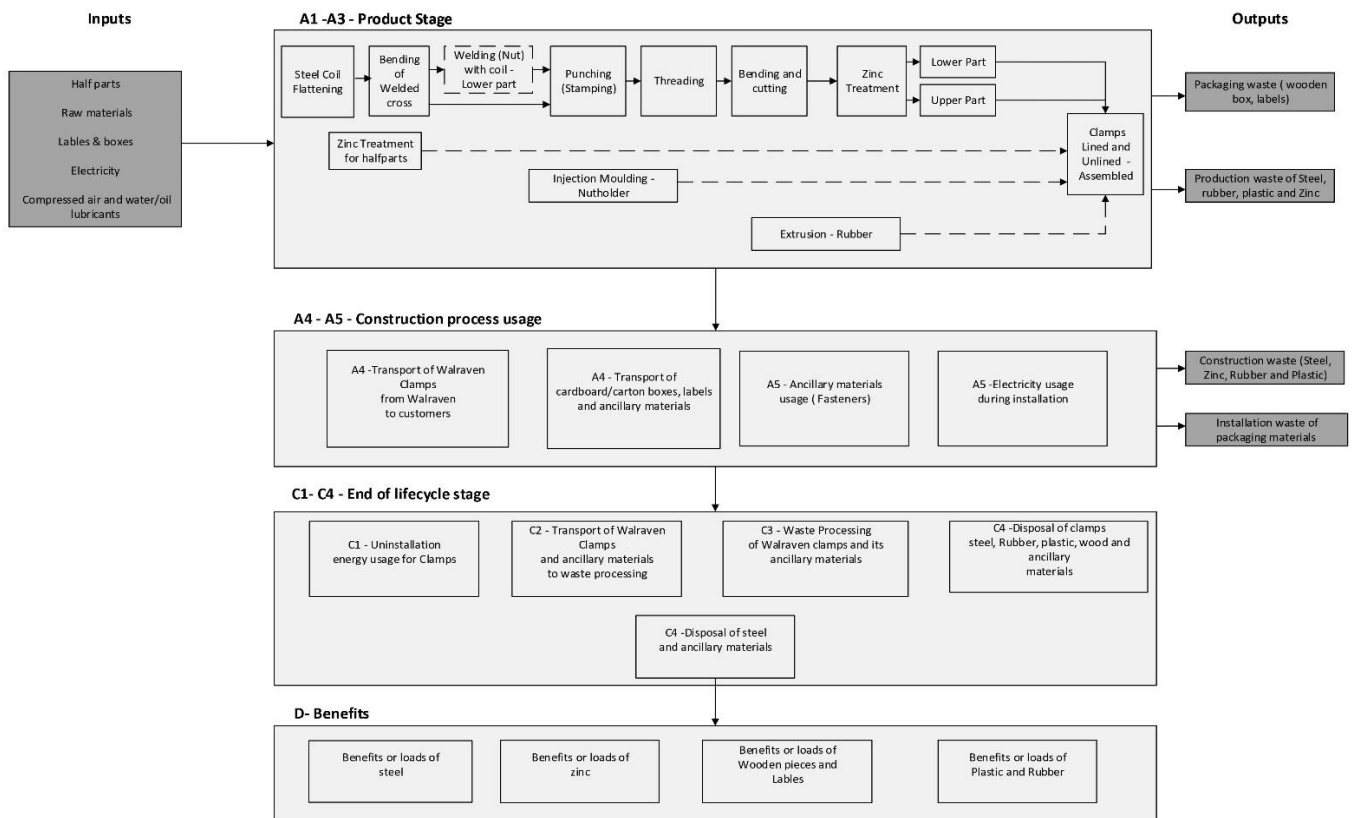 Inputs
A1 -A3 - Product Stage
Outputs
Half parts
Raw materials
Lables & boxes
Electricity
Compressed air and water/oil
lubricants
Steel Coil
Flattening
Bending
of
Welded
cross
Welding (Nut)
with coil -
Lower part
Punching
(Stamping)
Threading
Bending and
cutting
Zinc
Treatment
Lower Part
Upper Part
Clamps
Lined and
Unlined -
Assembled
Zinc Treatment
for halfparts
Injection Moulding -
Nutholder
Extrusion - Rubber
Packaging waste ( wooden
box, labels)
Production waste of Steel,
rubber, plastic and Zinc
A4 - A5 - Construction process usage
A4 -Transport of Walraven
Clamps
from Walraven
to customers
A4 - Transport of
cardboard/carton boxes, labels
and ancillary materials
A5 - Ancillary materials
usage ( Fasteners)
A5 -Electricity usage
during installation
Construction waste (Steel,
Zinc, Rubber and Plastic)
Installation waste of
packaging materials
C1- C4 - End of lifecycle stage
C1 - Uninstallation
energy usage for Clamps
C2 - Transport of Walraven
Clamps
and ancillary materials
to waste processing
C3 - Waste Processing
of Walraven clamps and its
ancillary materials
C4 -Disposal of clamps
steel, Rubber, plastic, wood and
ancillary
materials
C4 -Disposal of steel
and ancillary materials
D- Benefits
Benefits or loads of
steel
Benefits or loads of
zinc
Benefits or loads of
Wooden pieces and
Lables
Benefits or loads of
Plastic and Rubber